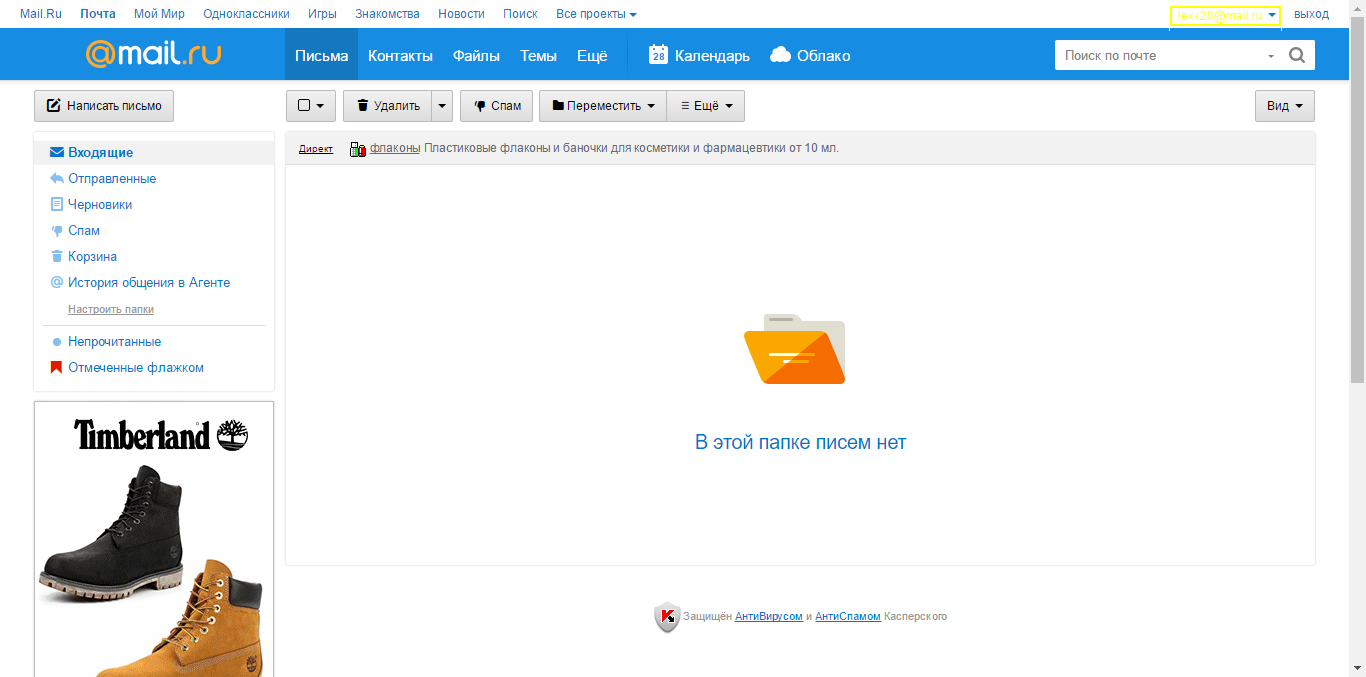 Mail.Ru Почта Мой Мир Одноклассники Игры Знакомства Новости Поиск Все проекты выход
@mail.ru Письма Контакты Файлы Темы Ещё 28 Календарь Облако Поиск по почте
Написать письмо Удалить Спам Переместить Ещё Вид
Входящие
Отправленные
Черновики
Спам
Корзина
История общения в Агенте
Настроить папки
Непрочитанные
Отмеченные флажком
Timberland
Директ флаконы Пластиковые флаконы и баночки для косметики и фармацевтики от 10 мл.
В этой папке писем нет
Защищён АнтиВирусом и АнтиСпамом Касперского